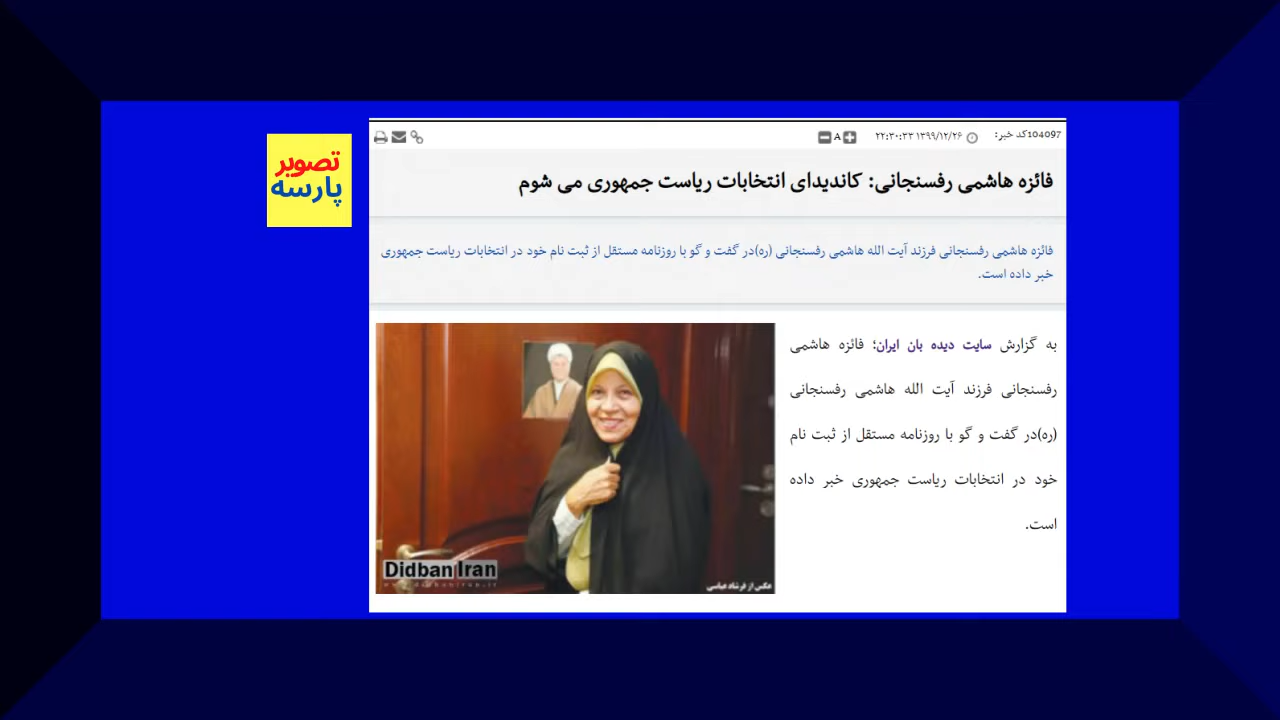 تصویر
پارسه
104097کد خبر:
۲۲:۳۰:۳۳ ۱۳۹۹/۱۲/۲۶
A
فائزه هاشمی رفسنجانی: کاندیدای انتخابات ریاست جمهوری می شوم
فائزه هاشمی رفسنجانی فرزند آیت الله هاشمی رفسنجانی (ره)در گفت و گو با روزنامه مستقل از ثبت نام خود در انتخابات ریاست جمهوری
خبر داده است.
به گزارش سایت دیده بان ایران؛ فائزه هاشمی
رفسنجانی فرزند آیت الله هاشمی رفسنجانی
(ره)در گفت و گو با روزنامه مستقل از ثبت نام
خود در انتخابات ریاست جمهوری خبر داده
است.
Didban Iran
www.didbaniran.ir
عکس از فرشاد عباسی